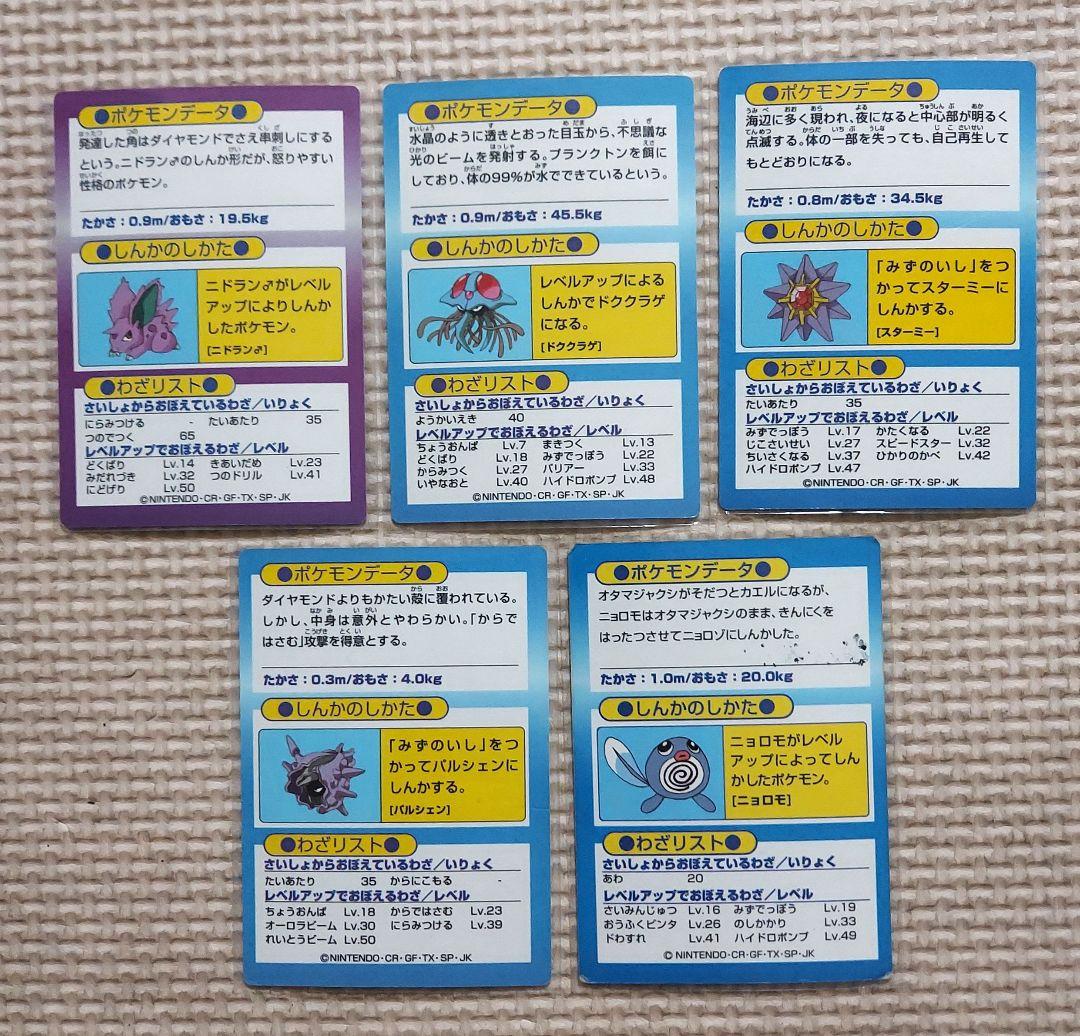 ●ポケモンデータ●
発達した角はダイヤモンドでさえ串刺しにする
という。ニドラン♂のしんか形だが、怒りやすい
性格のポケモン。
たかさ：0.9m/おもさ：19.5kg
●しんかのしかた●
ニドラン♂がレベル
アップによりしんか
したポケモン。
[ニドラン♂]
●わざリスト●
さいしょからおぼえているわざ／いりょく
にらみつける - たいあたり 35
つのでつく 65
レベルアップでおぼえるわざ／レベル
どくばり Lv.14 きあいだめ Lv.23
みだれづき Lv.32 つのドリル Lv.41
にどげり Lv.50
©NINTENDO・CR・GF・TX・SP・JK
●ポケモンデータ●
水晶のように透きとおった目玉から、不思議な
光のビームを発射する。プランクトンを餌に
しており、体の99％が水でできているという。
たかさ：0.9m/おもさ：45.5kg
●しんかのしかた●
レベルアップによる
しんかでドククラゲ
になる。
[ドククラゲ]
●わざリスト●
さいしょからおぼえているわざ／いりょく
ようかいえき 40
レベルアップでおぼえるわざ／レベル
ちょうおんぱ Lv.7 まきつく Lv.13
どくばり Lv.18 みずでっぽう Lv.22
からみつく Lv.27 バリアー Lv.33
いやなおと Lv.40 ハイドロポンプ Lv.48
©NINTENDO・CR・GF・TX・SP・JK
●ポケモンデータ●
海辺に多く現われ、夜になると中心部が明るく
点滅する。体の一部を失っても、自己再生して
もとどおりになる。
たかさ：0.8m/おもさ：34.5kg
●しんかのしかた●
「みずのいし」をつ
かってスターミーに
しんかする。
[スターミー]
●わざリスト●
さいしょからおぼえているわざ／いりょく
たいあたり 35
レベルアップでおぼえるわざ／レベル
みずでっぽう Lv.17 かたくなる Lv.22
じこさいせい Lv.27 スピードスター Lv.32
ちいさくなる Lv.37 ひかりのかべ Lv.42
ハイドロポンプ Lv.47
©NINTENDO・CR・GF・TX・SP・JK
●ポケモンデータ●
ダイヤモンドよりもかたい殻に覆われている。
しかし、中身は意外とやわらかい。「からで
はさむ」攻撃を得意とする。
たかさ：0.3m/おもさ：4.0kg
●しんかのしかた●
「みずのいし」をつ
かってパルシェンに
しんかする。
[パルシェン]
●わざリスト●
さいしょからおぼえているわざ／いりょく
たいあたり 35 からにこもる -
レベルアップでおぼえるわざ／レベル
ちょうおんぱ Lv.18 からではさむ Lv.23
オーロラビーム Lv.30 にらみつける Lv.39
れいとうビーム Lv.50
©NINTENDO・CR・GF・TX・SP・JK
●ポケモンデータ●
オタマジャクシがそだつとカエルになるが、
ニョロモはオタマジャクシのまま、きんにくを
はったつさせてニョロゾにしんかした。
たかさ：1.0m/おもさ：20.0kg
●しんかのしかた●
ニョロモがレベル
アップによってしん
かしたポケモン。
[ニョロモ]
●わざリスト●
さいしょからおぼえているわざ／いりょく
あわ 20
レベルアップでおぼえるわざ／レベル
さいみんじゅつ Lv.16 みずでっぽう Lv.19
おうふくビンタ Lv.26 のしかかり Lv.33
ドわすれ Lv.41 ハイドロポンプ Lv.49
©NINTENDO・CR・GF・TX・SP・JK